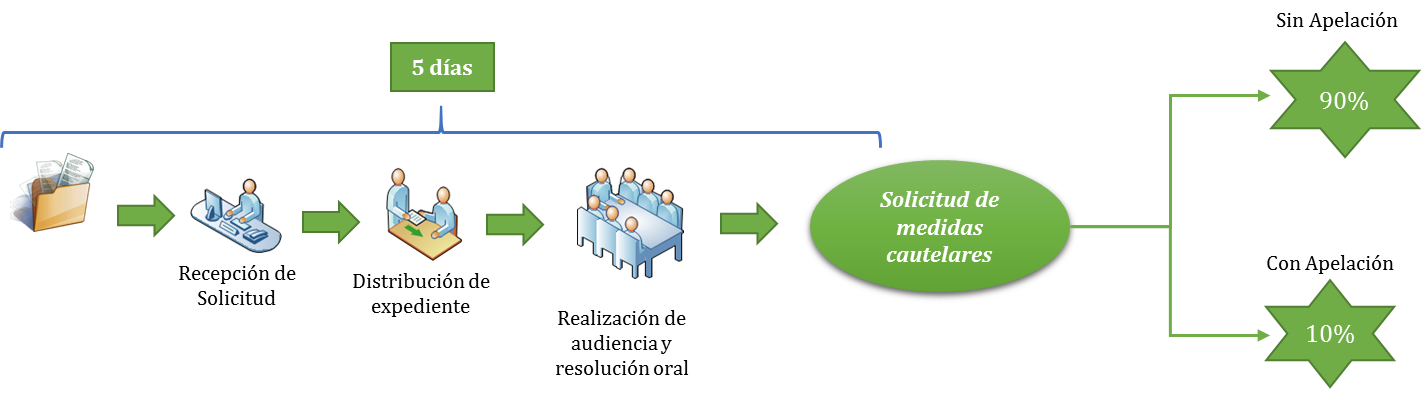 5 días
Recepción de
Solicitud
Distribución de
expediente
Realización de
audiencia y
resolución oral
Solicitud de
medidas
cautelares
Sin Apelación
90%
Con Apelación
10%